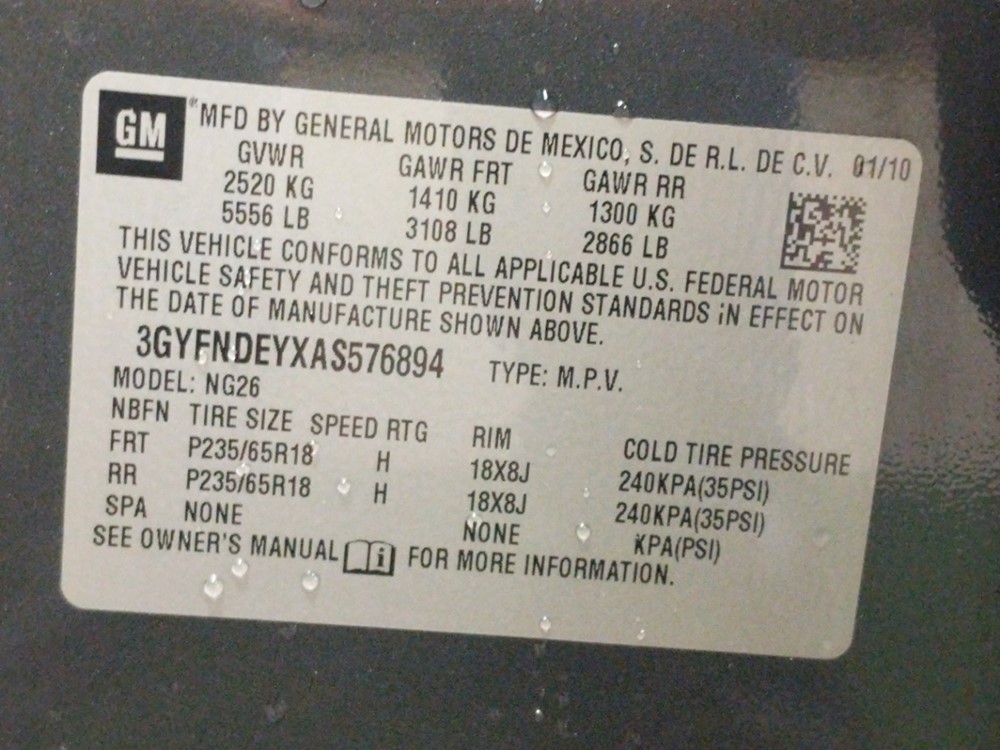 GM
MFD BY GENERAL MOTORS DE MEXICO, S. DE R.L. DE C.V. 01/10
GVWR GAWR FRT GAWR RR
2520 KG 1410 KG 1300 KG
5556 LB 3108 LB 2866 LB
THIS VEHICLE CONFORMS TO ALL APPLICABLE U.S. FEDERAL MOTOR
VEHICLE SAFETY AND THEFT PREVENTION STANDARDS IN EFFECT ON
THE DATE OF MANUFACTURE SHOWN ABOVE.
3GYFNDEYXAS576894 TYPE: M.P.V.
MODEL: NG26
NBFN TIRE SIZE SPEED RTG RIM COLD TIRE PRESSURE
FRT P235/65R18 H 18X8J 240KPA(35PSI)
RR P235/65R18 H 18X8J 240KPA(35PSI)
SPA NONE NONE KPA(PSI)
SEE OWNER'S MANUAL i FOR MORE INFORMATION.